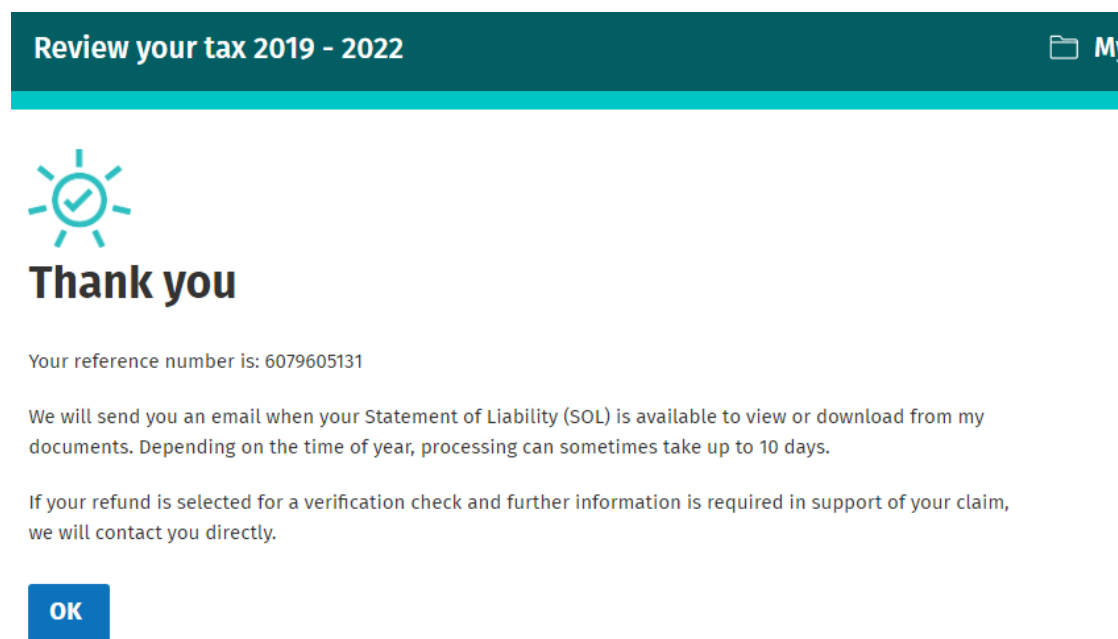 Review your tax 2019 - 2022
My
Thank you
Your reference number is: 6079605131
We will send you an email when your Statement of Liability (SOL) is available to view or download from my
documents. Depending on the time of year, processing can sometimes take up to 10 days.
If your refund is selected for a verification check and further information is required in support of your claim,
we will contact you directly.
OK